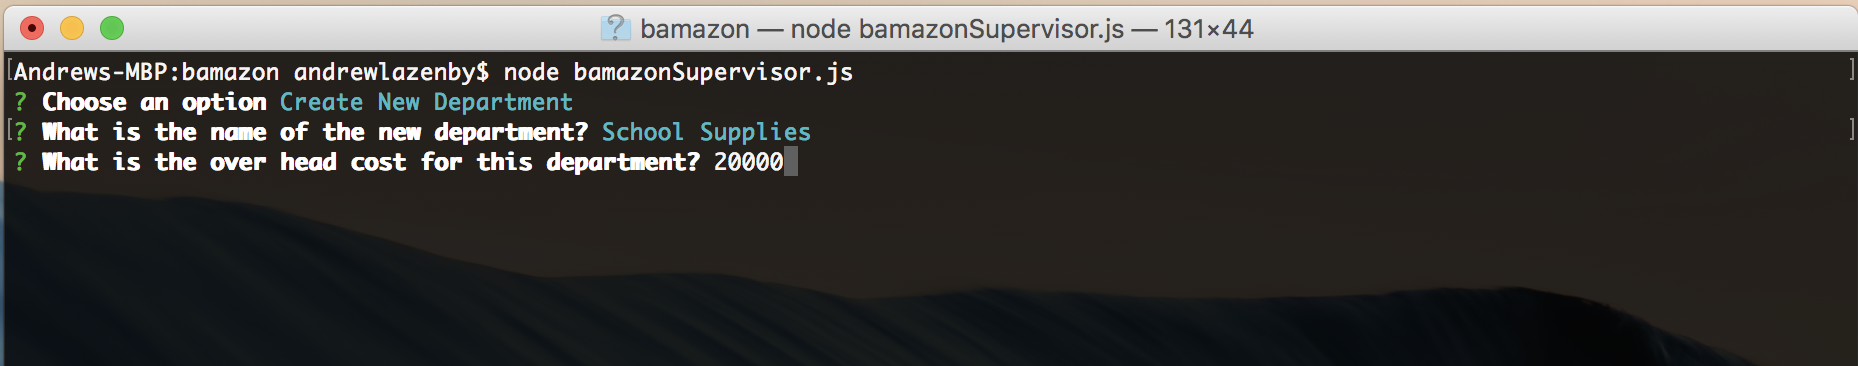 bamazon — node bamazonSupervisor.js — 131×44
[Andrews-MBP:bamazon andrewlazenby$ node bamazonSupervisor.js ]
? Choose an option Create New Department
[? What is the name of the new department? School Supplies ]
? What is the over head cost for this department? 20000